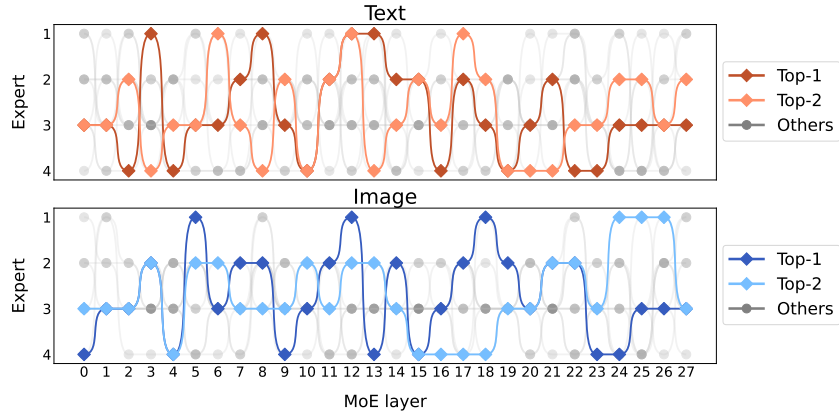 Text
1
2
3
4
Expert
Top-1
Top-2
Others
Image
1
2
3
4
Expert
Top-1
Top-2
Others
0 1 2 3 4 5 6 7 8 9 10 11 12 13 14 15 16 17 18 19 20 21 22 23 24 25 26 27
MoE layer